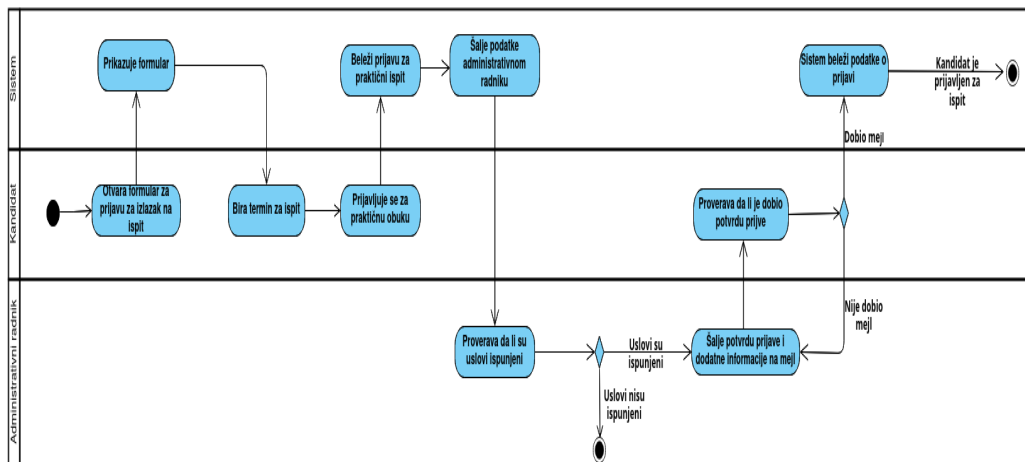 Sistem
Prikazuje formular
Beleži prijavu za
praktični ispit
Šalje podatke
administrativnom
radniku
Sistem beleži podatke o
prijavi
Kandidat je
prijavljen za
ispit
Dobio mejl
Kandidat
Otvara formular za
prijavu za izlazak na
ispit
Bira termin za ispit
Prijavljuje se za
praktičnu obuku
Proverava da li je dobio
potvrdu prijve
Nije dobio
mejl
Administrativni radnik
Proverava da li su
uslovi ispunjeni
Uslovi su
ispunjeni
Šalje potvrdu prijave i
dodatne informacije na mejl
Uslovi nisu
ispunjeni